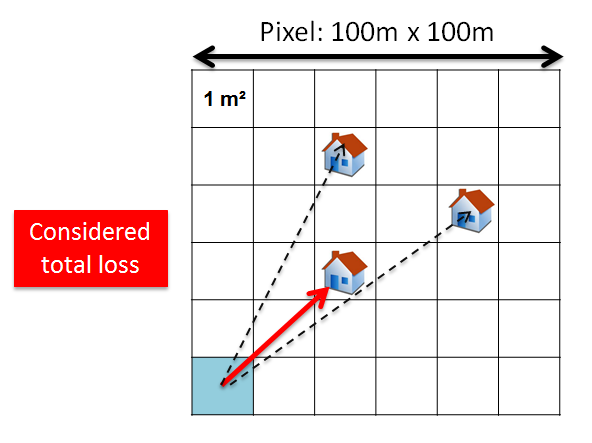 Pixel: 100m x 100m
1 m²
Considered
total loss